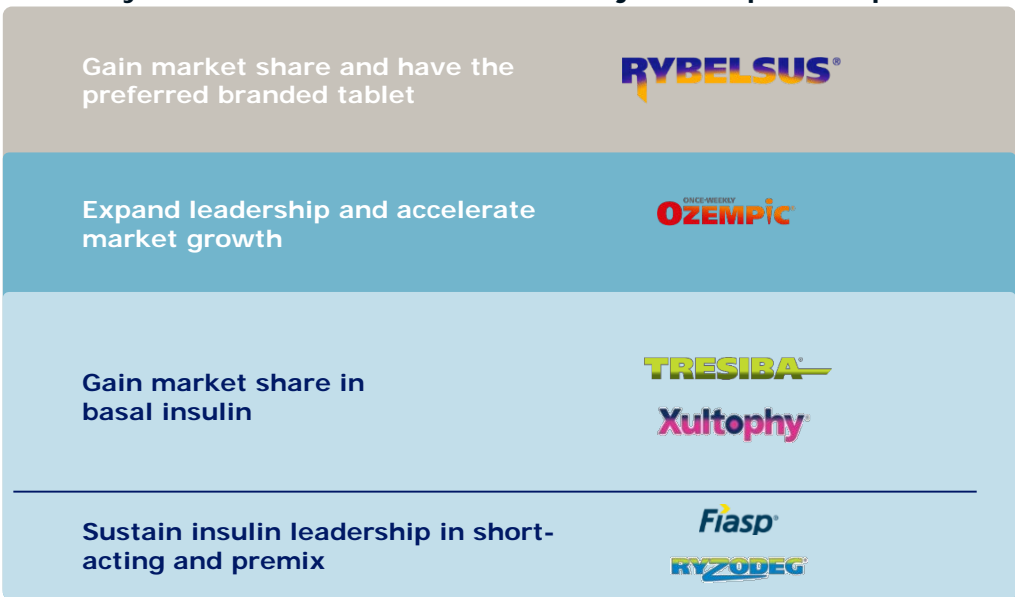 Gain market share and have the
preferred branded tablet
RYBELSUS®
Expand leadership and accelerate
market growth
ONCE-WEEKLY
OZEMPIC®
Gain market share in
basal insulin
TRESIBA®
Xultophy®
Sustain insulin leadership in short-
acting and premix
Fiasp®
RYZODEG®